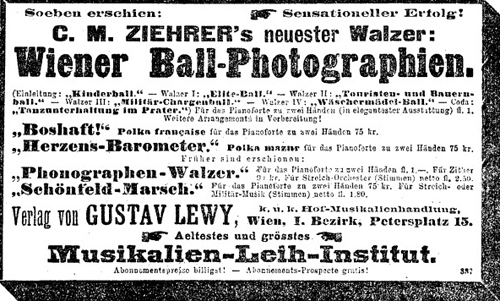 Soeben erschien: Sensationeller Erfolg!
C. M. ZIEHRER's neuester Walzer:
Wiener Ball-Photographien.
(Einleitung: „Kinderball." — Walzer I: „Elite-Ball." — Walzer II: „Touristen- und Bauern-
ball." — Walzer III: „Militär-Chargenball. — Walzer IV: „Wäschermädel-Ball." — Coda:
„Tanzunterhaltung im Prater.") Für das Pianoforte zu zwei Händen (in elegantester Ausstattung) fl. 1.
Weitere Arrangements in Vorbereitung!
„Boshaft!" Polka française für das Pianoforte zu zwei Händen 75 kr.
„Herzens-Barometer." Polka mazur für das Pianoforte zu zwei Händen 75 kr.
Früher sind erschienen:
„Phonographen-Walzer." Für das Pianoforte zu zwei Händen fl. 1.—. Für Zither
kr. Für Streich-Orchester (Stimmen) netto fl. 2.50.
„Schönfeld-Marsch." Für das Pianoforte zu zwei Händen 75 kr. Für Streich- oder
Militär-Musik (Stimmen) netto fl. 1.80.
Verlag von GUSTAV LEWY, k. u. k. Hof-Musikalienhandlung,
Wien, I. Bezirk, Petersplatz 15.
Aeltestes und grösstes
Musikalien-Leih-Institut.
Abonnementspreise billigst! — Abonnements-Prospecte gratis!